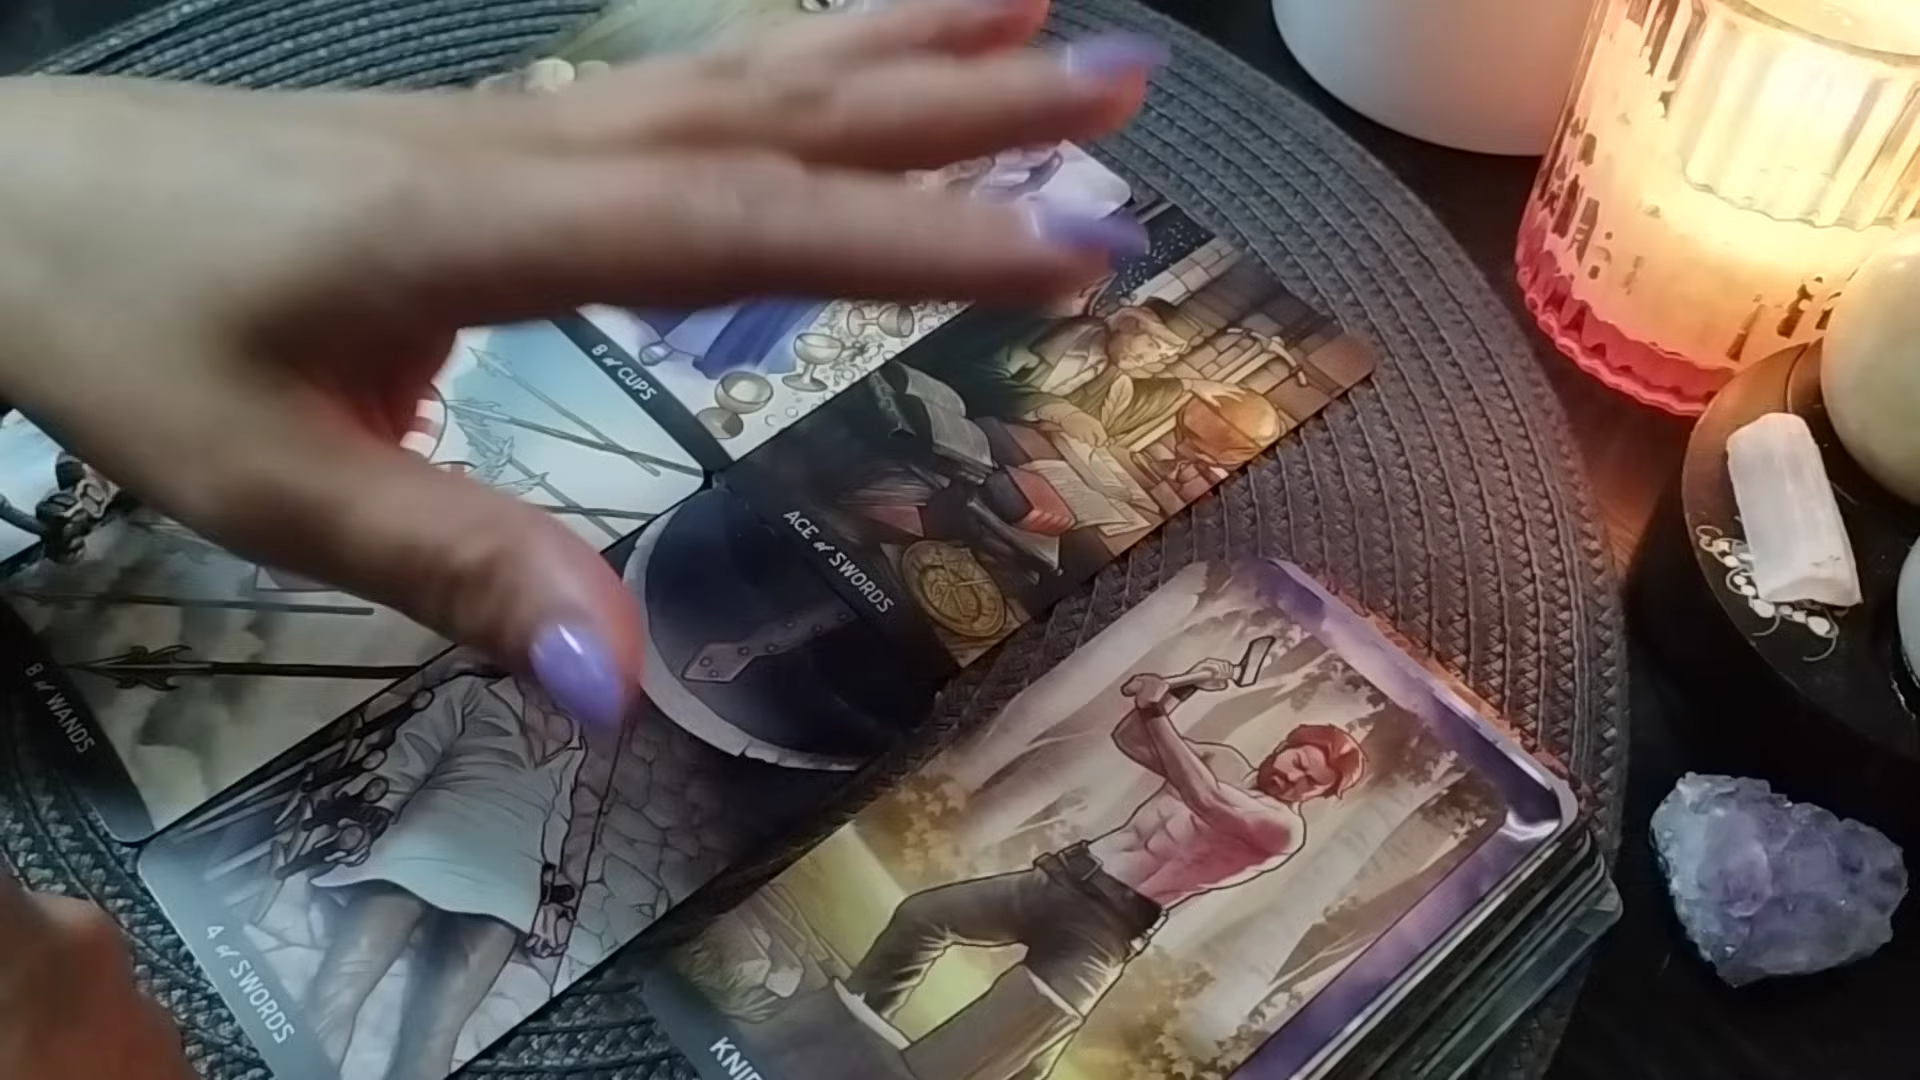 8 of CUPS
ACE of SWORDS
8 of WANDS
4 of SWORDS